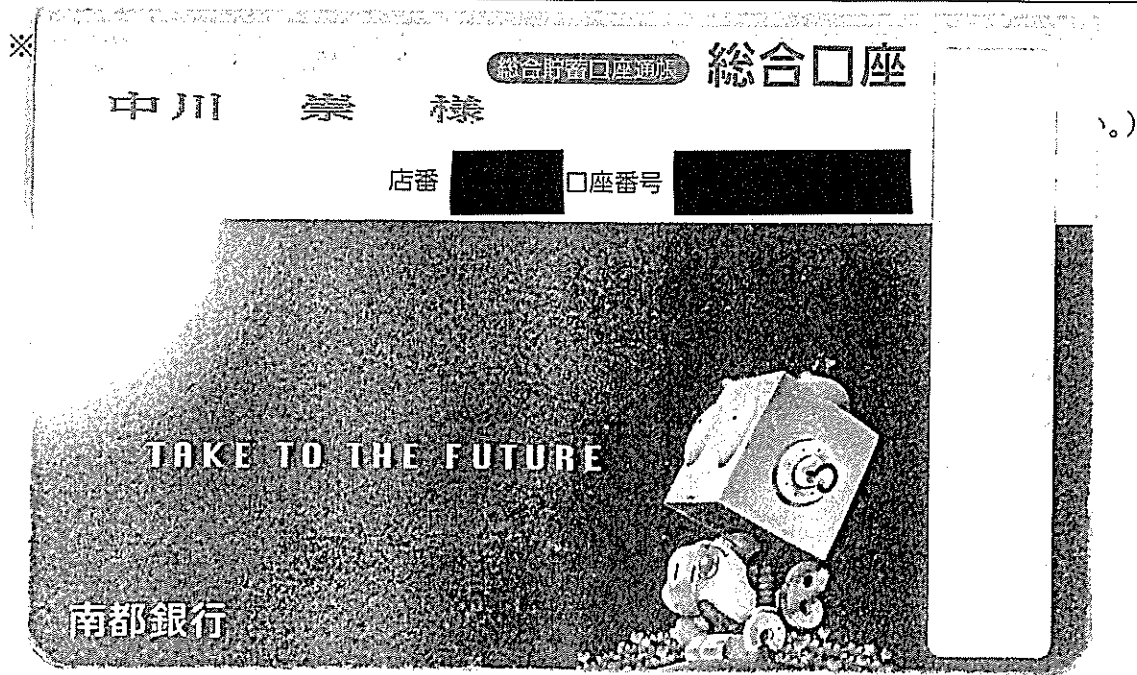 ※
総合貯蓄口座通帳 総合口座
中川 崇 様
い。)
店番 口座番号
TAKE TO THE FUTURE
南都銀行